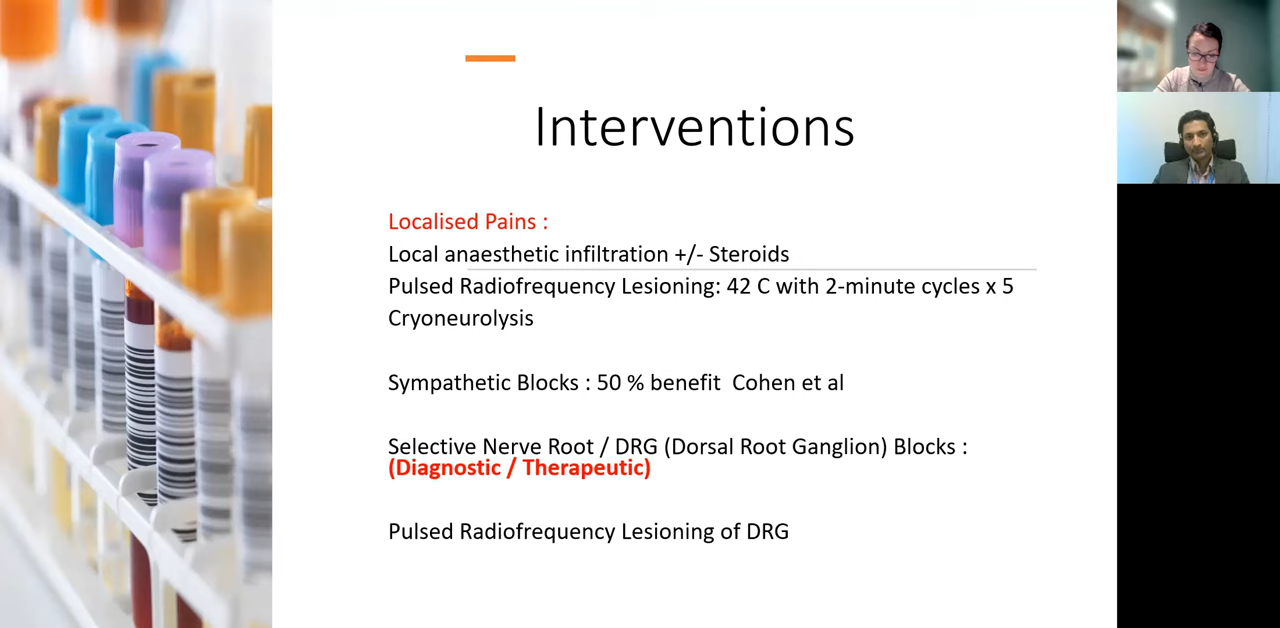 Interventions
Localised Pains :
Local anaesthetic infiltration +/- Steroids
Pulsed Radiofrequency Lesioning: 42 C with 2-minute cycles x 5
Cryoneurolysis
Sympathetic Blocks : 50 % benefit  Cohen et al
Selective Nerve Root / DRG (Dorsal Root Ganglion) Blocks :
(Diagnostic / Therapeutic)
Pulsed Radiofrequency Lesioning of DRG